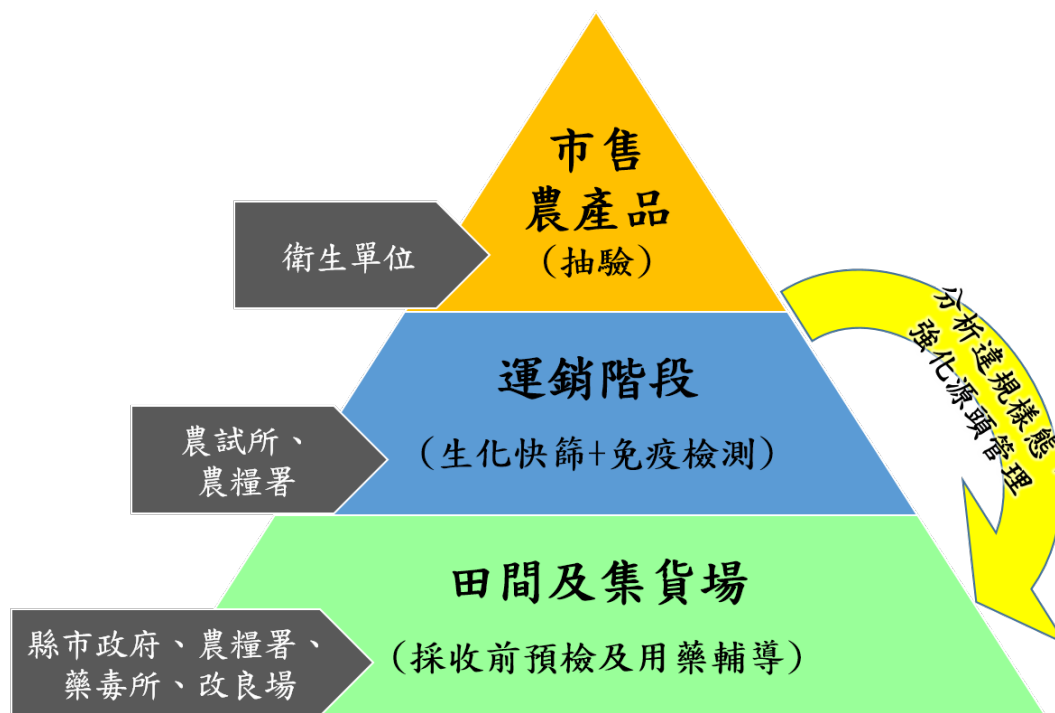 市售
農產品
（抽驗）
衛生單位
運銷階段
（生化快篩+免疫檢測）
農試所、
農糧署
田間及集貨場
（採收前預檢及用藥輔導）
縣市政府、農糧署、
藥毒所、改良場
分析違規樣態，
強化源頭管理